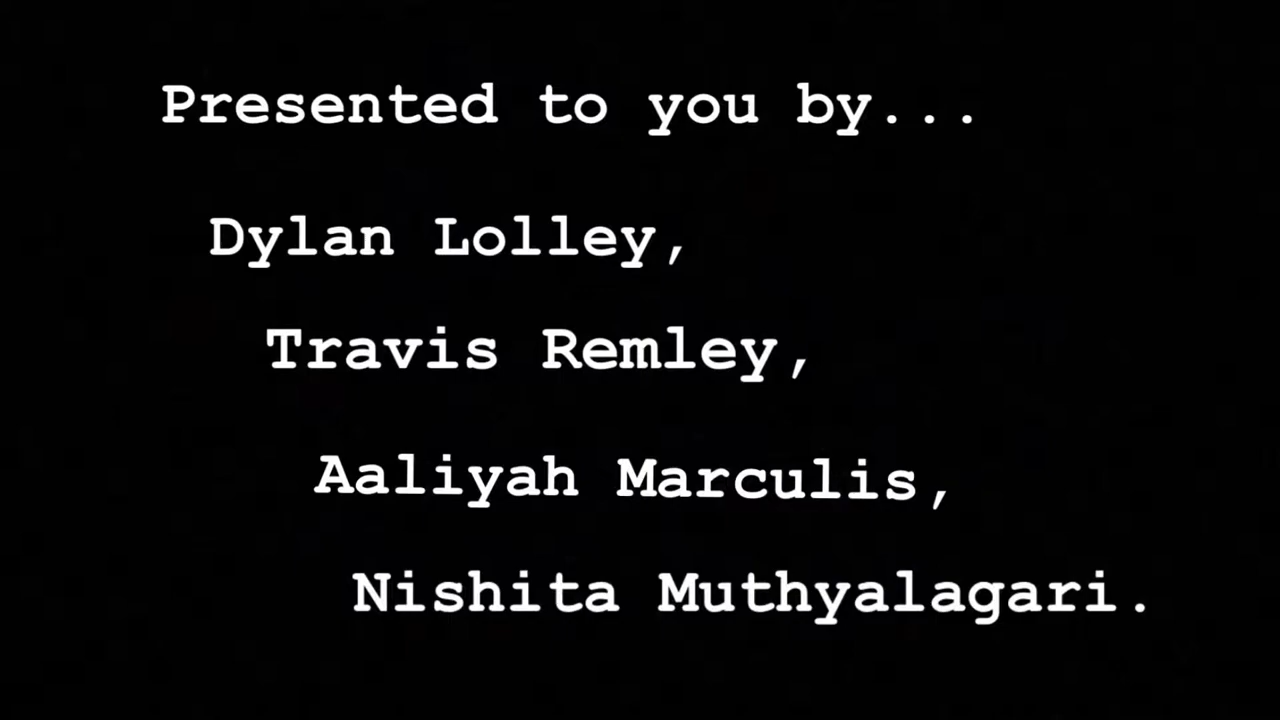 Presented to you by...
Dylan Lolley,
Travis Remley,
Aaliyah Marculis,
Nishita Muthyalagari.